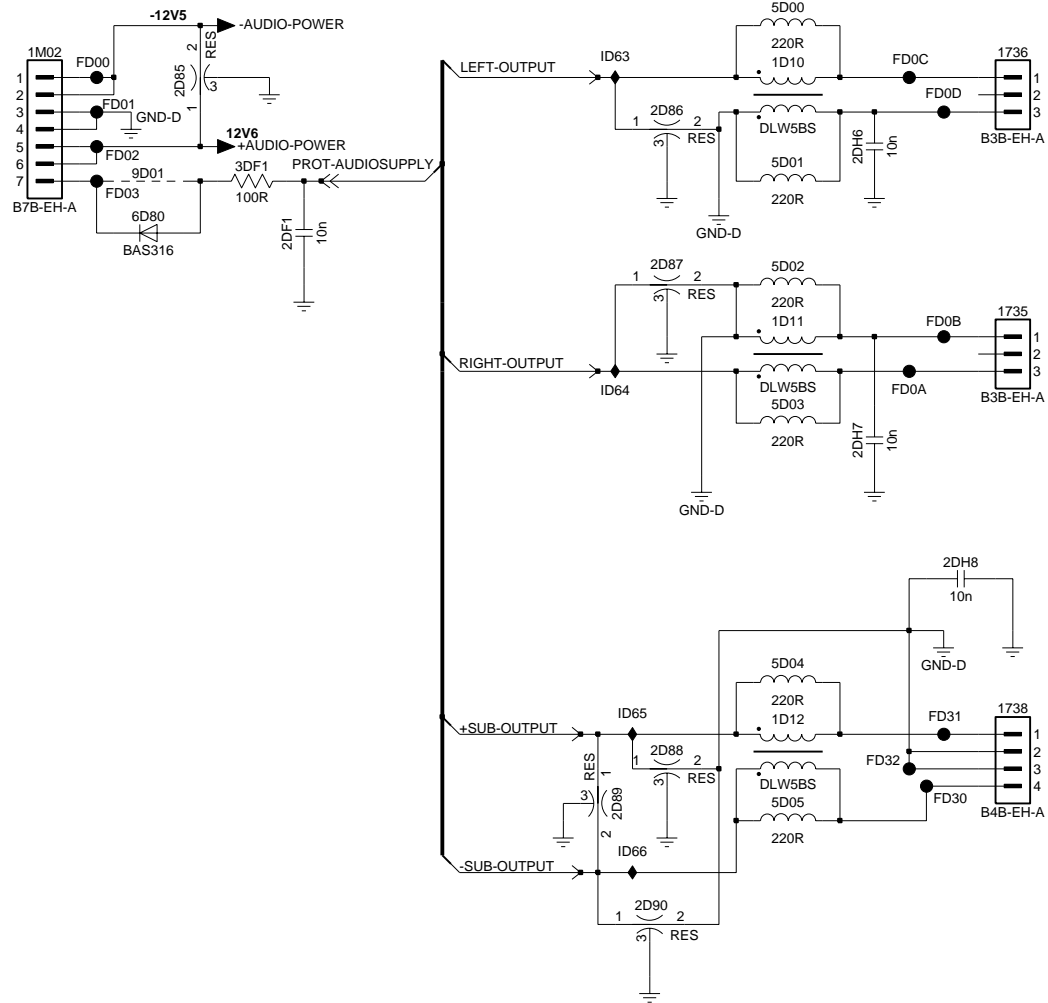 -12V5
-AUDIO-POWER
1M02
FD00
2
RES
2D85
3
1
1
2
3
4
5
6
7
FD01
GND-D
12V6
+AUDIO-POWER
FD02
FD03
9D01
3DF1
100R
PROT-AUDIOSUPPLY
B7B-EH-A
6D80
BAS316
2DF1
10n
LEFT-OUTPUT
ID63
5D00
220R
1D10
FD0C
1736
1
2
3
FD0D
2D86
1
2
3
RES
DLW5BS
2DH6
10n
B3B-EH-A
5D01
220R
GND-D
2D87
1
2
3
RES
5D02
220R
1D11
FD0B
1735
1
2
3
RIGHT-OUTPUT
ID64
DLW5BS
FD0A
B3B-EH-A
5D03
220R
2DH7
10n
GND-D
2DH8
10n
GND-D
5D04
220R
1D12
+SUB-OUTPUT
ID65
FD31
1738
1
2
3
4
2D88
1
2
3
RES
FD32
RES
1
3
2D89
2
DLW5BS
5D05
220R
FD30
B4B-EH-A
-SUB-OUTPUT
ID66
2D90
1
2
3
RES